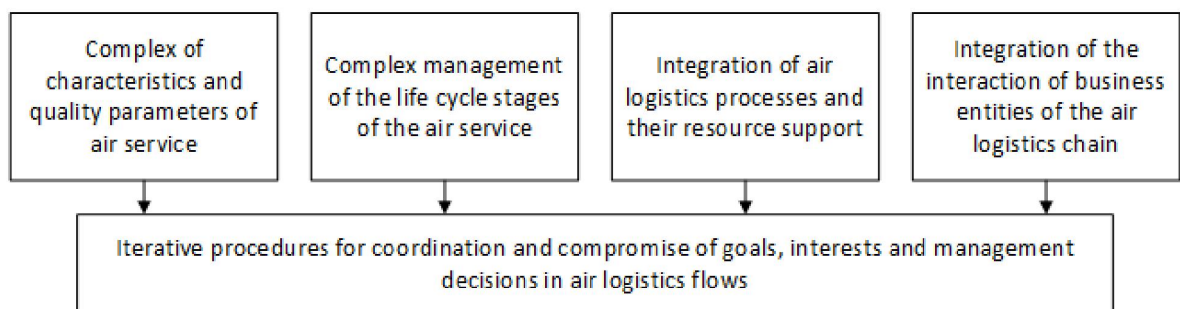 Complex of
characteristics and
quality parameters of
air service
Complex management
of the life cycle stages
of the air service
Integration of air
logistics processes and
their resource support
Integration of the
interaction of business
entities of the air
logistics chain
Iterative procedures for coordination and compromise of goals, interests and management
decisions in air logistics flows